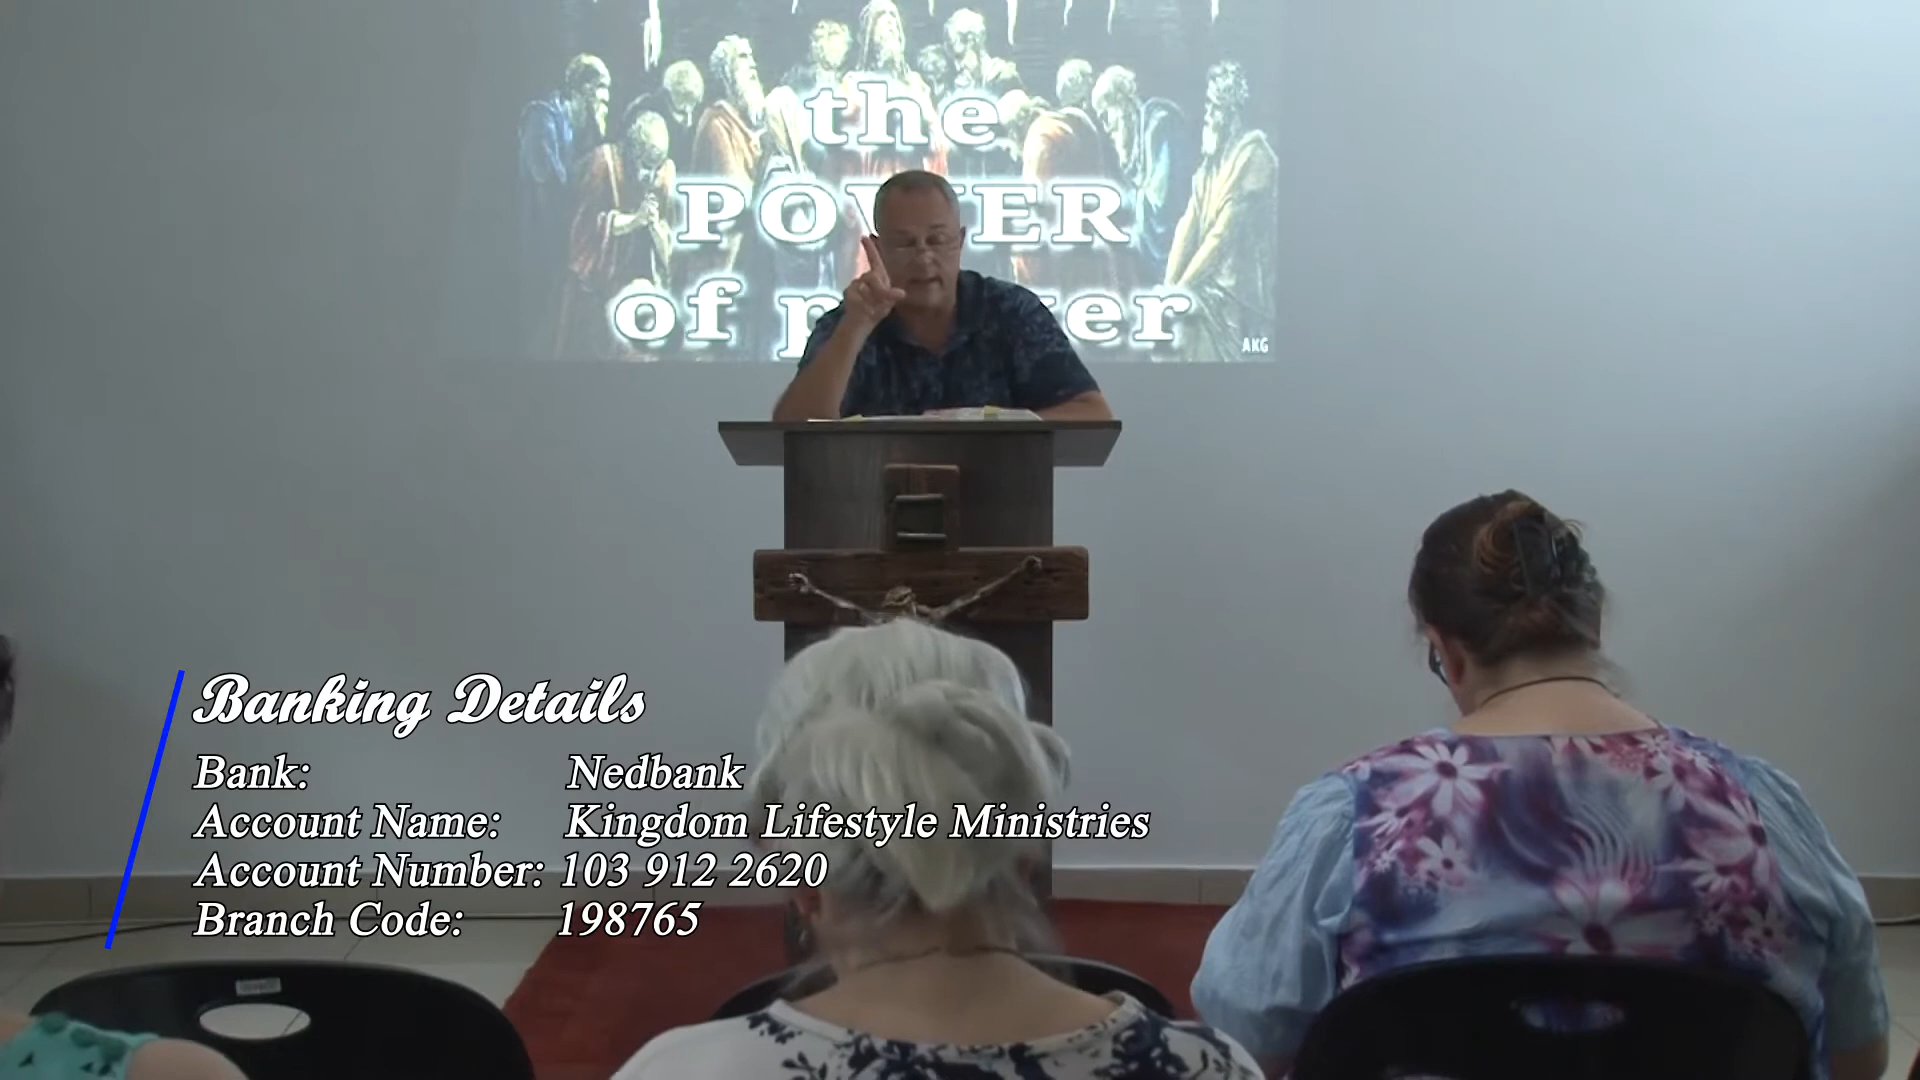 the
POWER
of p er
AKG
Banking Details
Bank: Nedbank
Account Name: Kingdom Lifestyle Ministries
Account Number: 103 912 2620
Branch Code: 198765